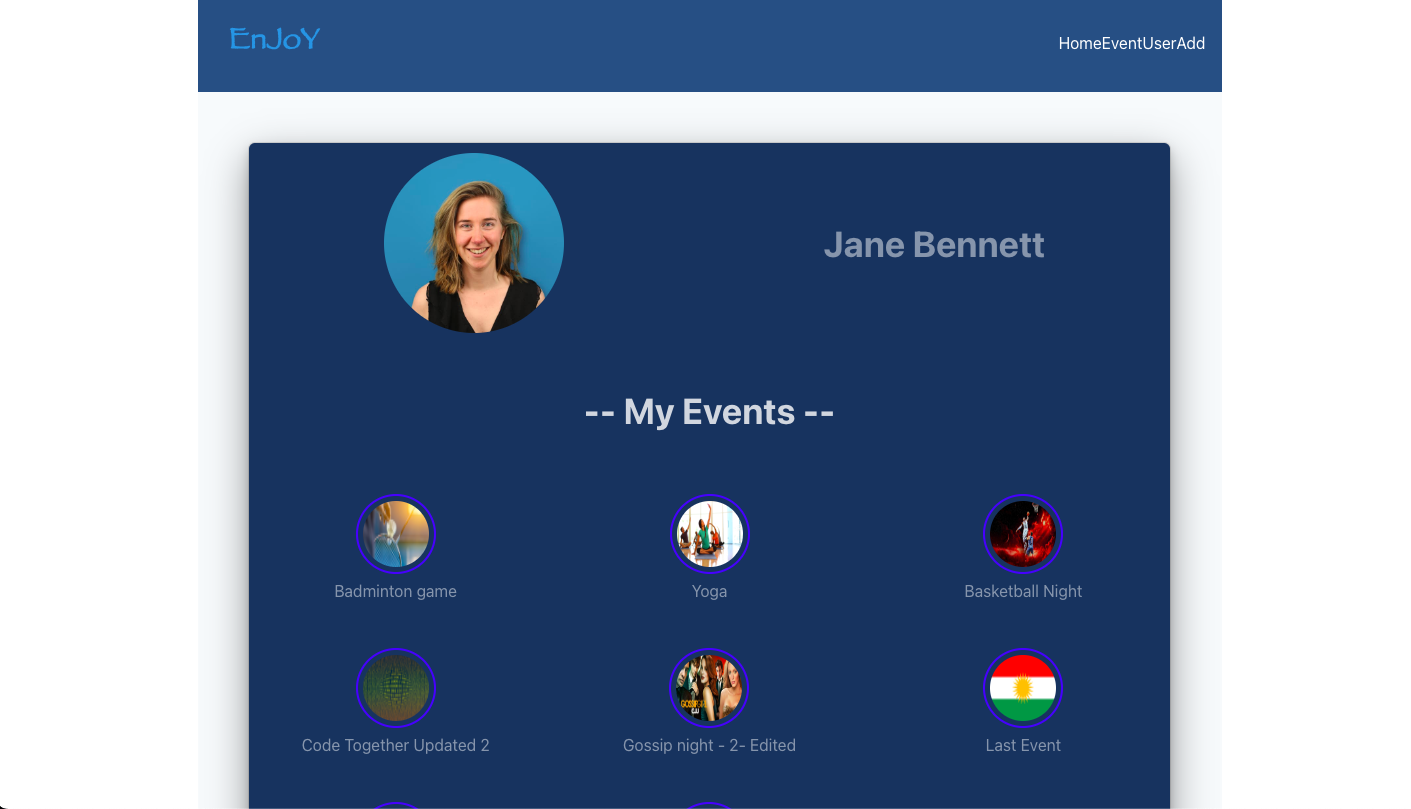 EnJoY
HomeEventUserAdd
Jane Bennett
-- My Events --
Badminton game
Yoga
Basketball Night
Code Together Updated 2
Gossip night - 2- Edited
Last Event